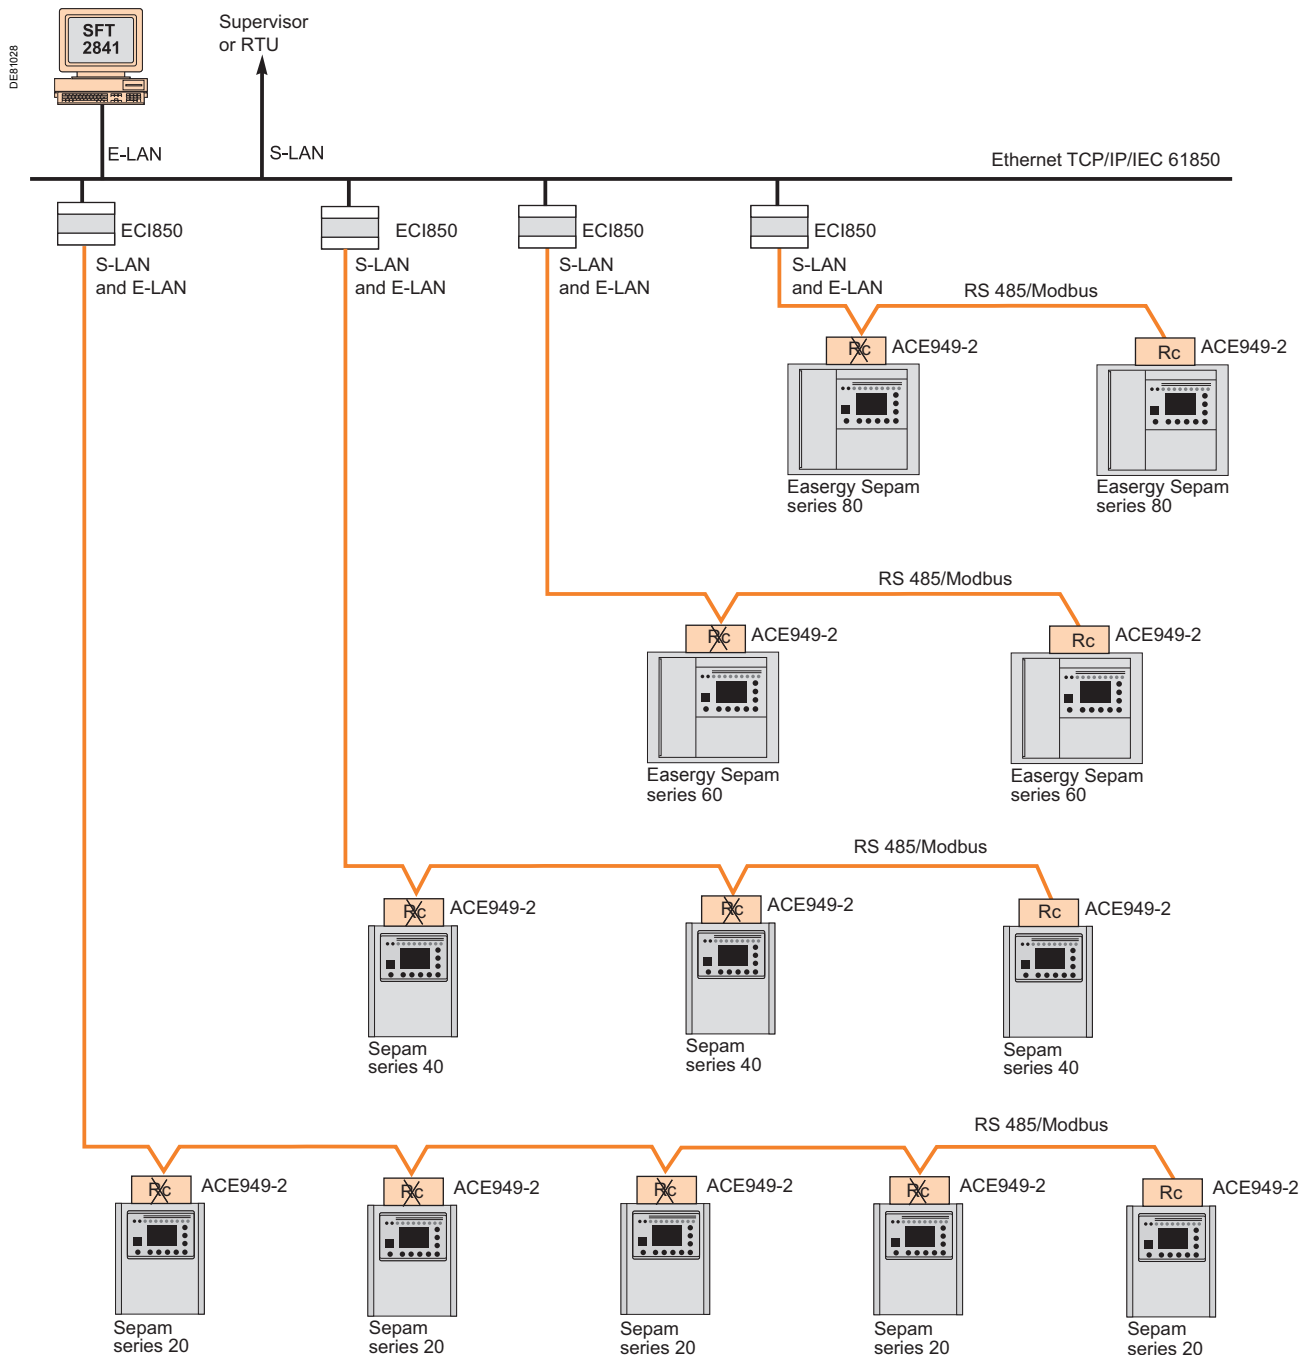 DE81028
SFT
2841
Supervisor
or RTU
E-LAN
S-LAN
Ethernet TCP/IP/IEC 61850
ECI850
ECI850
ECI850
ECI850
S-LAN
and E-LAN
S-LAN
and E-LAN
S-LAN
and E-LAN
S-LAN
and E-LAN
RS 485/Modbus
Rc
ACE949-2
Rc
ACE949-2
Easergy Sepam
series 80
Easergy Sepam
series 80
RS 485/Modbus
Rc
ACE949-2
Rc
ACE949-2
Easergy Sepam
series 60
Easergy Sepam
series 60
RS 485/Modbus
Rc
ACE949-2
Rc
ACE949-2
Rc
ACE949-2
Sepam
series 40
Sepam
series 40
Sepam
series 40
RS 485/Modbus
Rc
ACE949-2
Rc
ACE949-2
Rc
ACE949-2
Rc
ACE949-2
Rc
ACE949-2
Sepam
series 20
Sepam
series 20
Sepam
series 20
Sepam
series 20
Sepam
series 20